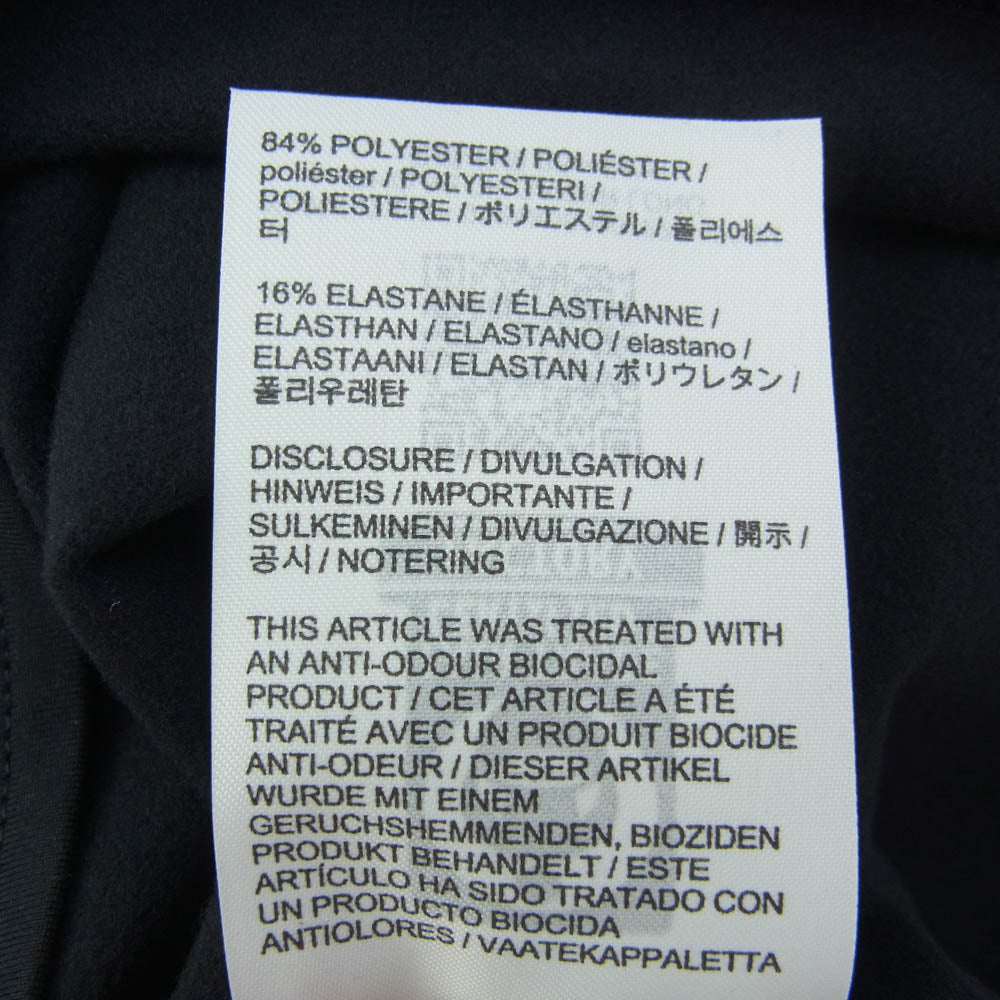 84% POLYESTER / POLIÉSTER /
poliéster / POLYESTERI /
POLIESTERE / ポリエステル / 폴리에스
터
16% ELASTANE / ÉLASTHANNE /
ELASTHAN / ELASTANO / elastano /
ELASTAANI / ELASTAN / ポリウレタン /
폴리우레탄
DISCLOSURE / DIVULGATION /
HINWEIS / IMPORTANTE /
SULKEMINEN / DIVULGAZIONE / 開示 /
공시 / NOTERING
THIS ARTICLE WAS TREATED WITH
AN ANTI-ODOUR BIOCIDAL
PRODUCT / CET ARTICLE A ÉTÉ
TRAITÉ AVEC UN PRODUIT BIOCIDE
ANTI-ODEUR / DIESER ARTIKEL
WURDE MIT EINEM
GERUCHSHEMMENDEN, BIOZIDEN
PRODUKT BEHANDELT / ESTE
ARTÍCULO HA SIDO TRATADO CON
UN PRODUCTO BIOCIDA
ANTIOLORES / VAATEKAPPALETTA